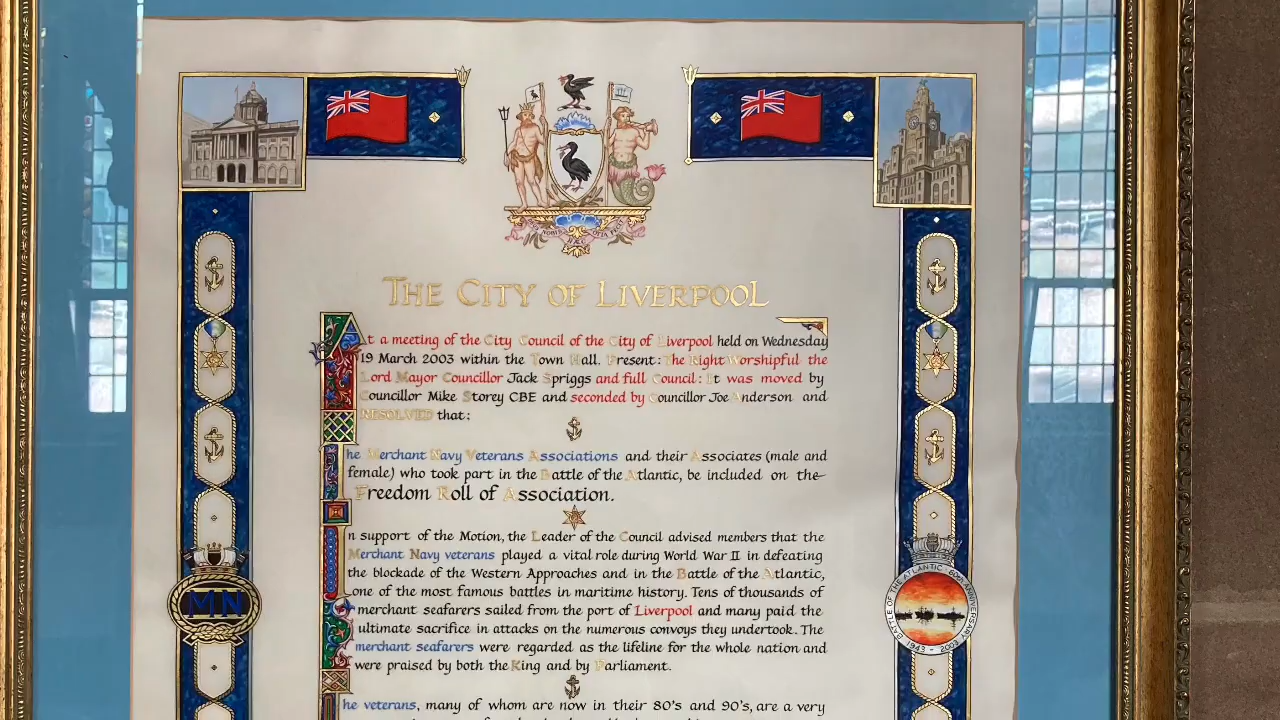 THE CITY OF LIVERPOOL
At a meeting of the City Council of the City of Liverpool held on Wednesday
19 March 2003 within the Town Hall. Present: The Right Worshipful the
Lord Mayor Councillor Jack Spriggs and full Council: It was moved by
Councillor Mike Storey CBE and seconded by Councillor Joe Anderson and
RESOLVED that:
The Merchant Navy Veterans Associations and their Associates (male and
female) who took part in the Battle of the Atlantic, be included on the
Freedom Roll of Association.
In support of the Motion, the Leader of the Council advised members that the
Merchant Navy veterans played a vital role during World War II in defeating
the blockade of the Western Approaches and in the Battle of the Atlantic,
one of the most famous battles in maritime history. Tens of thousands of
merchant seafarers sailed from the port of Liverpool and many paid the
ultimate sacrifice in attacks on the numerous convoys they undertook. The
merchant seafarers were regarded as the lifeline for the whole nation and
were praised by both the King and by Parliament.
The veterans, many of whom are now in their 80's and 90's, are a very
MN
BATTLE OF THE ATLANTIC - 60TH ANNIVERSARY
1943 - 2003